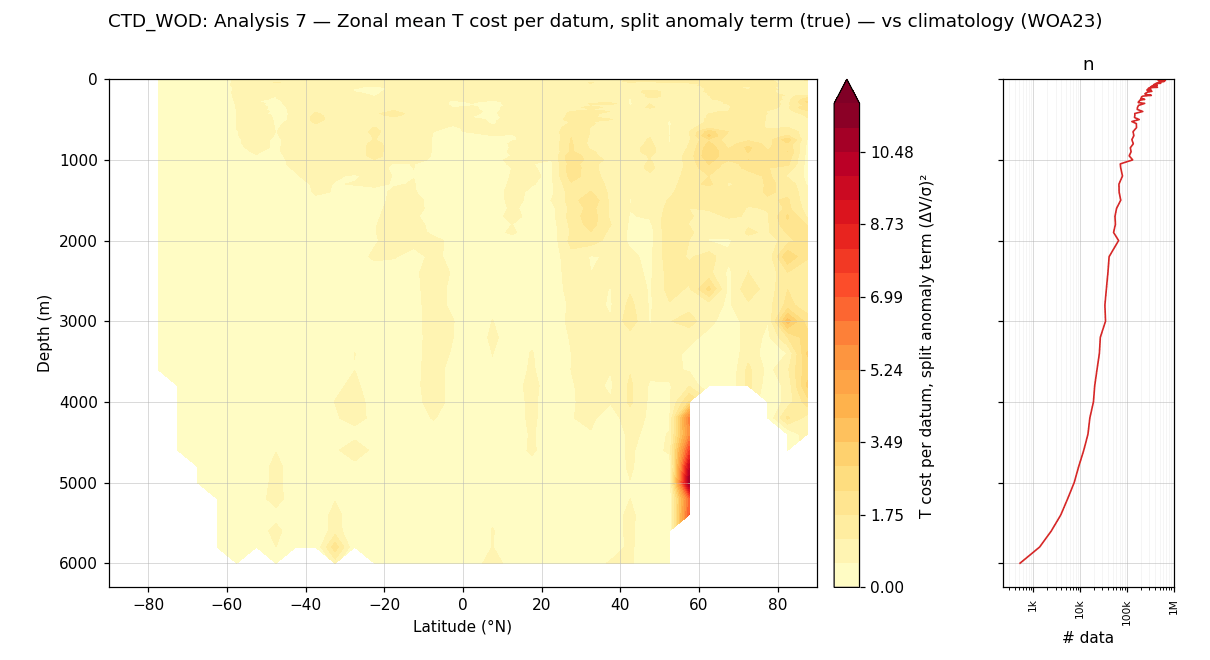 CTD_WOD: Analysis 7 — Zonal mean T cost per datum, split anomaly term (true) — vs climatology (WOA23)
n
0
1000
2000
3000
4000
5000
6000
Depth (m)
−80
−60
−40
−20
0
20
40
60
80
Latitude (°N)
10.48
8.73
6.99
5.24
3.49
1.75
0.00
T cost per datum, split anomaly term (ΔV/σ)²
1k
10k
100k
1M
# data